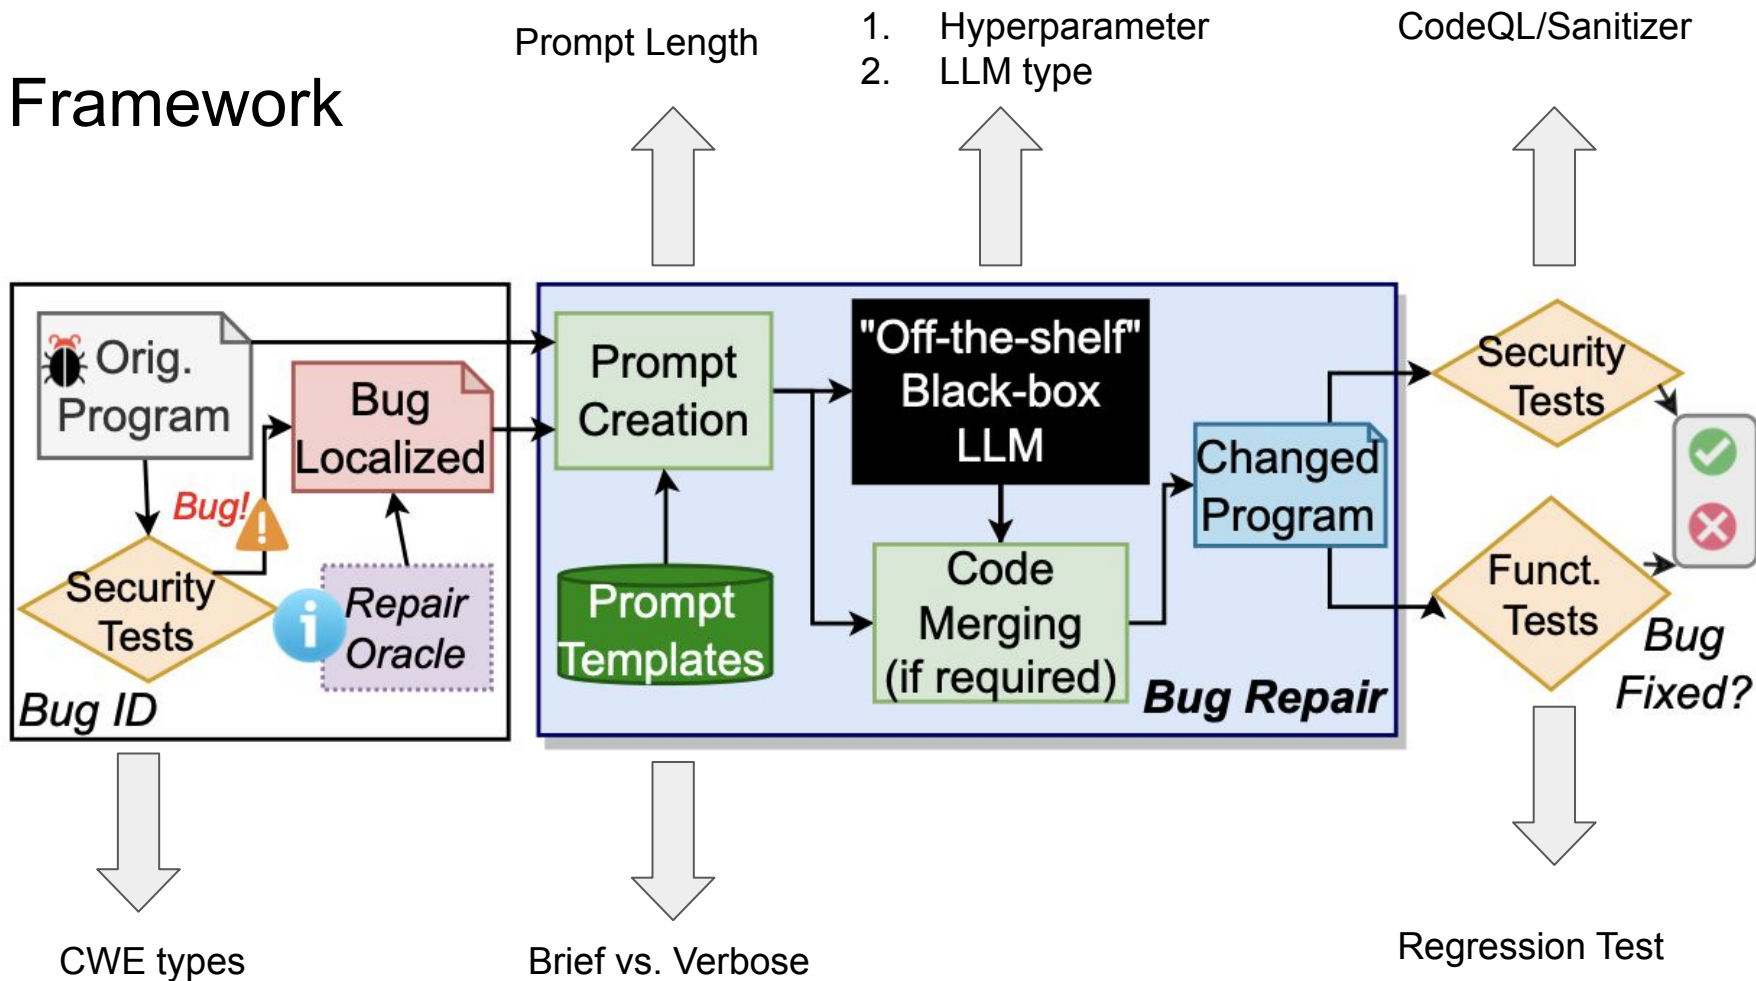 Framework
Prompt Length
1. Hyperparameter
2. LLM type
CodeQL/Sanitizer
Orig.
Program
Bug
Localized
Bug!
Security
Tests
Repair
Oracle
Bug ID
Prompt
Creation
Prompt
Templates
"Off-the-shelf"
Black-box
LLM
Code
Merging
(if required)
Changed
Program
Bug Repair
Security
Tests
Funct.
Tests
Bug
Fixed?
CWE types
Brief vs. Verbose
Regression Test